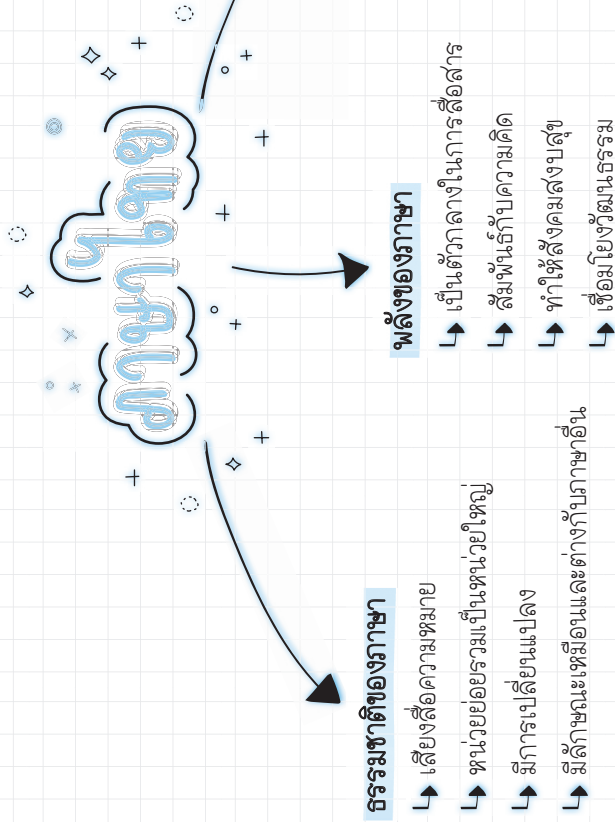 ภาษาไทย
ธรรมชาติของภาษา
เสียงสื่อความหมาย
หน่วยย่อยรวมเป็นหน่วยใหญ่
มีการเปลี่ยนแปลง
มีลักษณะเหมือนและต่างกับภาษาอื่น
พลังของภาษา
เป็นตัวกลางในการสื่อสาร
สัมพันธ์กับความคิด
ทำให้สังคมสงบสุข
เชื่อมโยงวัฒนธรรม